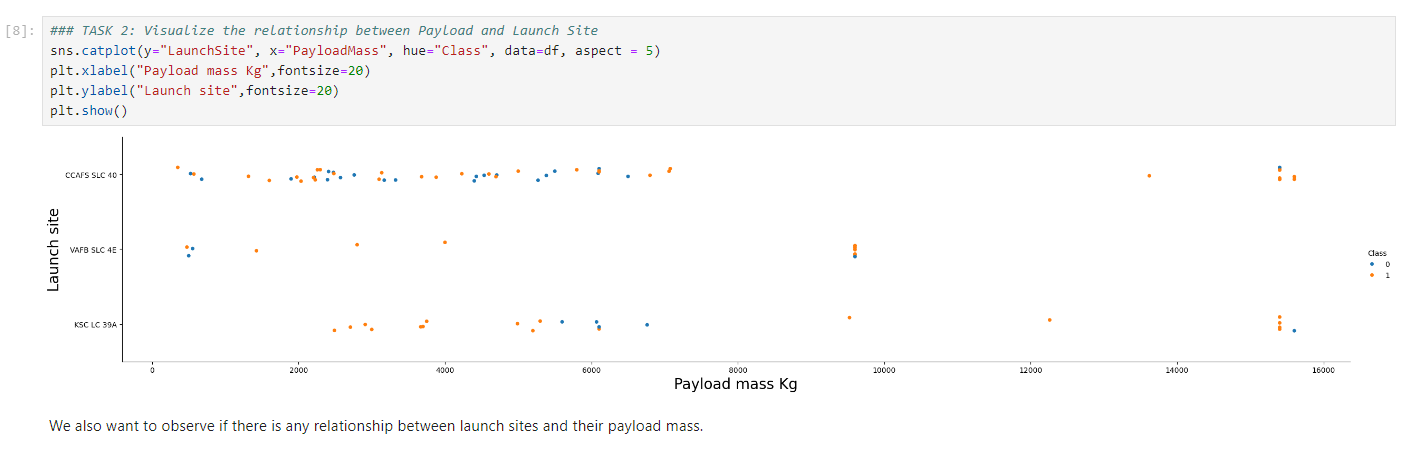 [8]: ### TASK 2: Visualize the relationship between Payload and Launch Site
sns.catplot(y="LaunchSite", x="PayloadMass", hue="Class", data=df, aspect = 5)
plt.xlabel("Payload mass Kg",fontsize=20)
plt.ylabel("Launch site",fontsize=20)
plt.show()
CCAFS SLC 40
VAFB SLC 4E
KSC LC 39A
Launch site
Class
0
1
0 2000 4000 6000 8000 10000 12000 14000 16000
Payload mass Kg
We also want to observe if there is any relationship between launch sites and their payload mass.